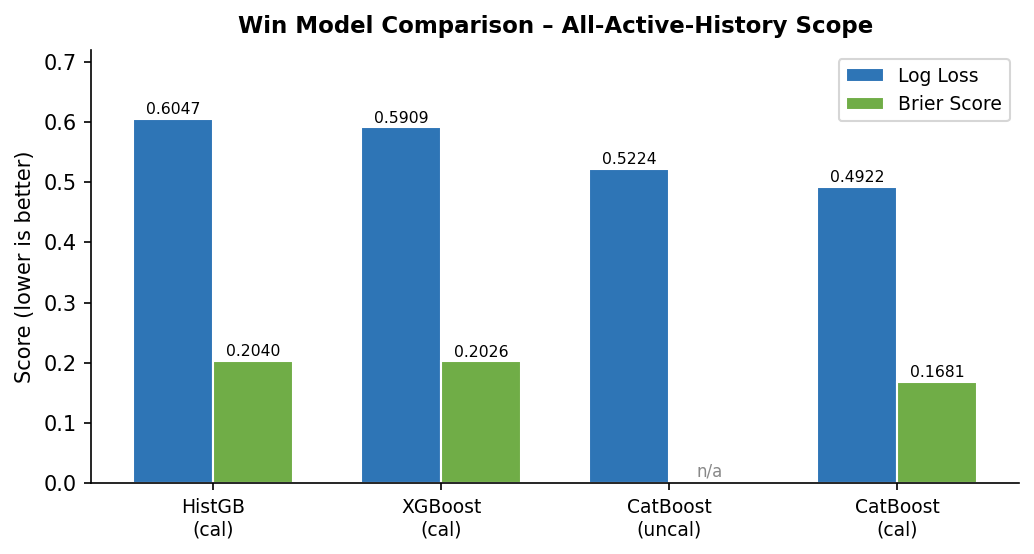 Win Model Comparison – All-Active-History Scope
Log Loss
Brier Score
Score (lower is better)
0.7
0.6
0.5
0.4
0.3
0.2
0.1
0.0
0.6047
0.2040
0.5909
0.2026
0.5224
n/a
0.4922
0.1681
HistGB
(cal)
XGBoost
(cal)
CatBoost
(uncal)
CatBoost
(cal)